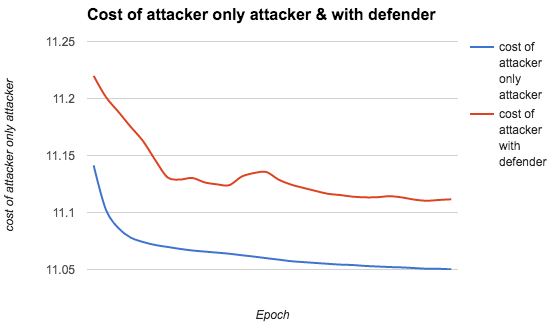 Cost of attacker only attacker & with defender
cost of attacker only attacker
11.25
11.2
11.15
11.1
11.05
Epoch
cost of
attacker
only
attacker
cost of
attacker
with
defender